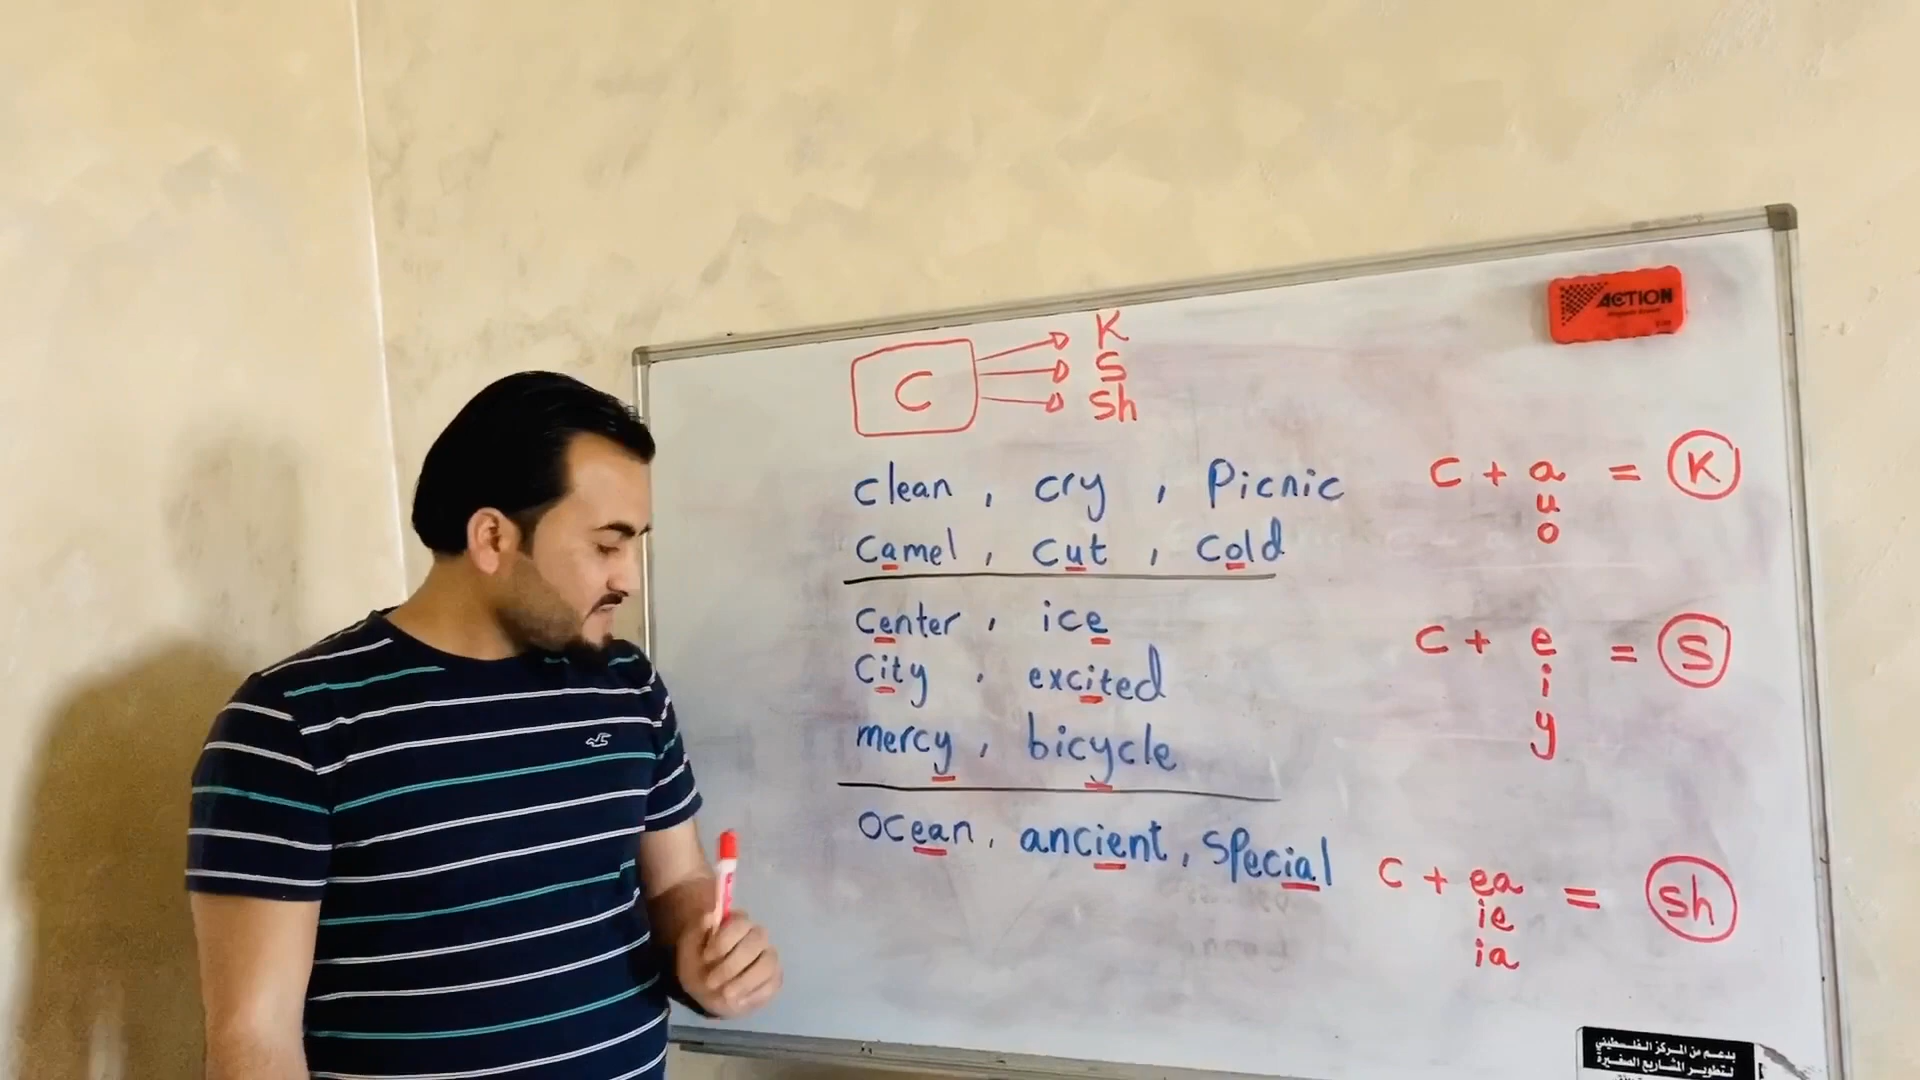 ACTION
C
K
S
Sh
clean, cry, Picnic
C + a = K
u
o
Camel, Cut, Cold
Center, ice
C + e = S
i
y
City, excited
mercy, bicycle
Ocean, ancient, special
C + ea = Sh
ie
ia
بدعم من المركز الفلسطيني
لتطوير المشاريع الصغيرة